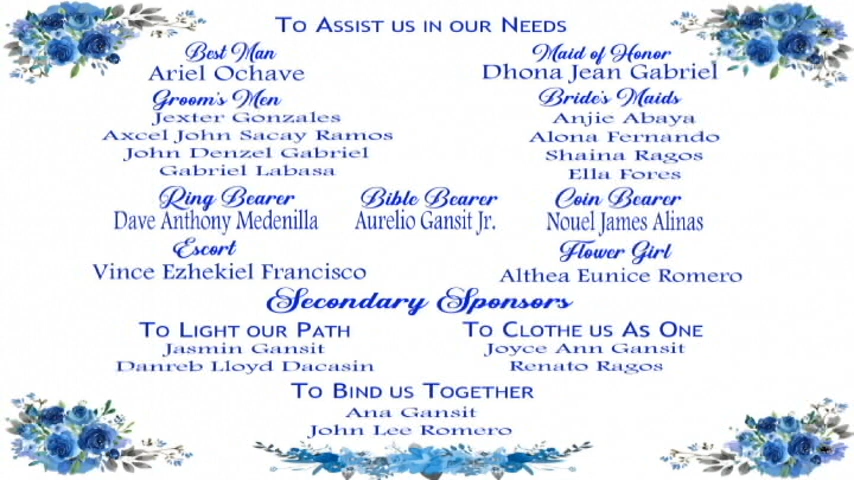 To Assist us in our Needs
Best Man
Ariel Ochave
Maid of Honor
Dhona Jean Gabriel
Groom's Men
Jexter Gonzales
Axcel John Sacay Ramos
John Denzel Gabriel
Gabriel Labasa
Bride's Maids
Anjie Abaya
Alona Fernando
Shaina Ragos
Ella Fores
Ring Bearer
Dave Anthony Medenilla
Bible Bearer
Aurelio Gansit Jr.
Coin Bearer
Nouel James Alinas
Escort
Vince Ezhekiel Francisco
Flower Girl
Althea Eunice Romero
Secondary Sponsors
To Light our Path
Jasmin Gansit
Danreb Lloyd Dacasin
To Clothe us As One
Joyce Ann Gansit
Renato Ragos
To Bind us Together
Ana Gansit
John Lee Romero